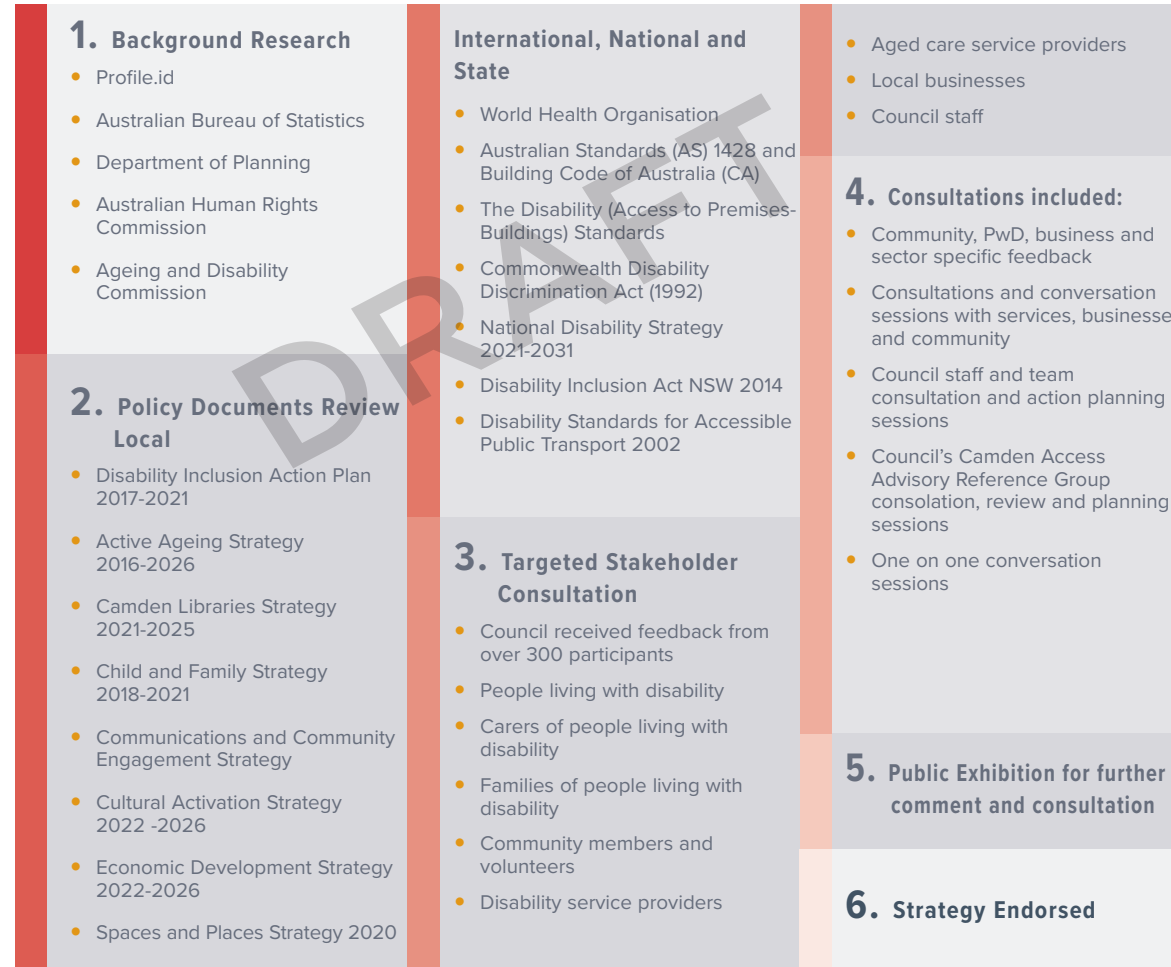 1. Background Research
• Profile.id
• Australian Bureau of Statistics
• Department of Planning
• Australian Human Rights
Commission
• Ageing and Disability
Commission
2. Policy Documents Review
Local
• Disability Inclusion Action Plan
2017-2021
• Active Ageing Strategy
2016-2026
• Camden Libraries Strategy
2021-2025
• Child and Family Strategy
2018-2021
• Communications and Community
Engagement Strategy
• Cultural Activation Strategy
2022 -2026
• Economic Development Strategy
2022-2026
• Spaces and Places Strategy 2020
International, National and
State
• World Health Organisation
• Australian Standards (AS) 1428 and
Building Code of Australia (CA)
• The Disability (Access to Premises-
Buildings) Standards
• Commonwealth Disability
Discrimination Act (1992)
• National Disability Strategy
2021-2031
• Disability Inclusion Act NSW 2014
• Disability Standards for Accessible
Public Transport 2002
3. Targeted Stakeholder
Consultation
• Council received feedback from
over 300 participants
• People living with disability
• Carers of people living with
disability
• Families of people living with
disability
• Community members and
volunteers
• Disability service providers
• Aged care service providers
• Local businesses
• Council staff
4. Consultations included:
• Community, PwD, business and
sector specific feedback
• Consultations and conversation
sessions with services, businesse
and community
• Council staff and team
consultation and action planning
sessions
• Council's Camden Access
Advisory Reference Group
consolation, review and planning
sessions
• One on one conversation
sessions
5. Public Exhibition for further
comment and consultation
6. Strategy Endorsed
DRAFT